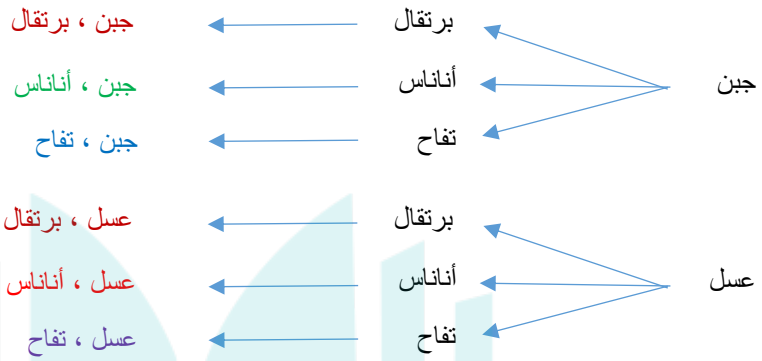 برتقال جبن ، برتقال
جبن أناناس جبن ، أناناس
تفاح جبن ، تفاح
برتقال عسل ، برتقال
عسل أناناس عسل ، أناناس
تفاح عسل ، تفاح